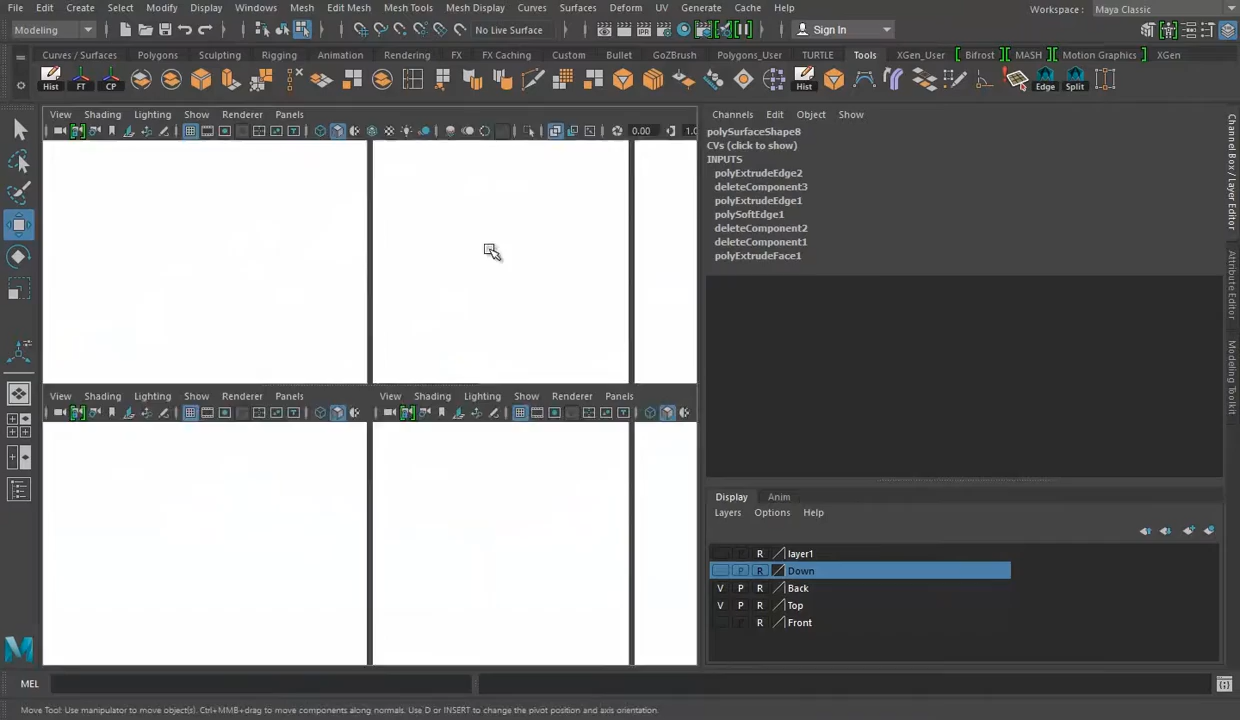 File Edit Create Select Modify Display Windows Mesh Edit Mesh Mesh Tools Mesh Display Curves Surfaces Deform UV Generate Cache Help Workspace : Maya Classic
Modeling No Live Surface Sign In
Curves / Surfaces Polygons Sculpting Rigging Animation Rendering FX FX Caching Custom Bullet GoZBrush Polygons_User TURTLE Tools XGen_User Bifrost MASH Motion Graphics XGen
Hist FT CP Hist Edge Split
View Shading Lighting Show Renderer Panels
0.00 1.0
Channels Edit Object Show
polySurfaceShape8
CVs (click to show)
INPUTS
polyExtrudeEdge2
deleteComponent3
polyExtrudeEdge1
polySoftEdge1
deleteComponent2
deleteComponent1
polyExtrudeFace1
Channel Box / Layer Editor
Attribute Editor
Modeling Toolkit
View Shading Lighting Show Renderer Panels View Shading Lighting Show Renderer Panels
Display Anim
Layers Options Help
P R layer1
P R Down
V P R Back
V P R Top
R Front
MEL
Move Tool: Use manipulator to move object(s). Ctrl+MMB+drag to move components along normals. Use D or INSERT to change the pivot position and axis orientation.